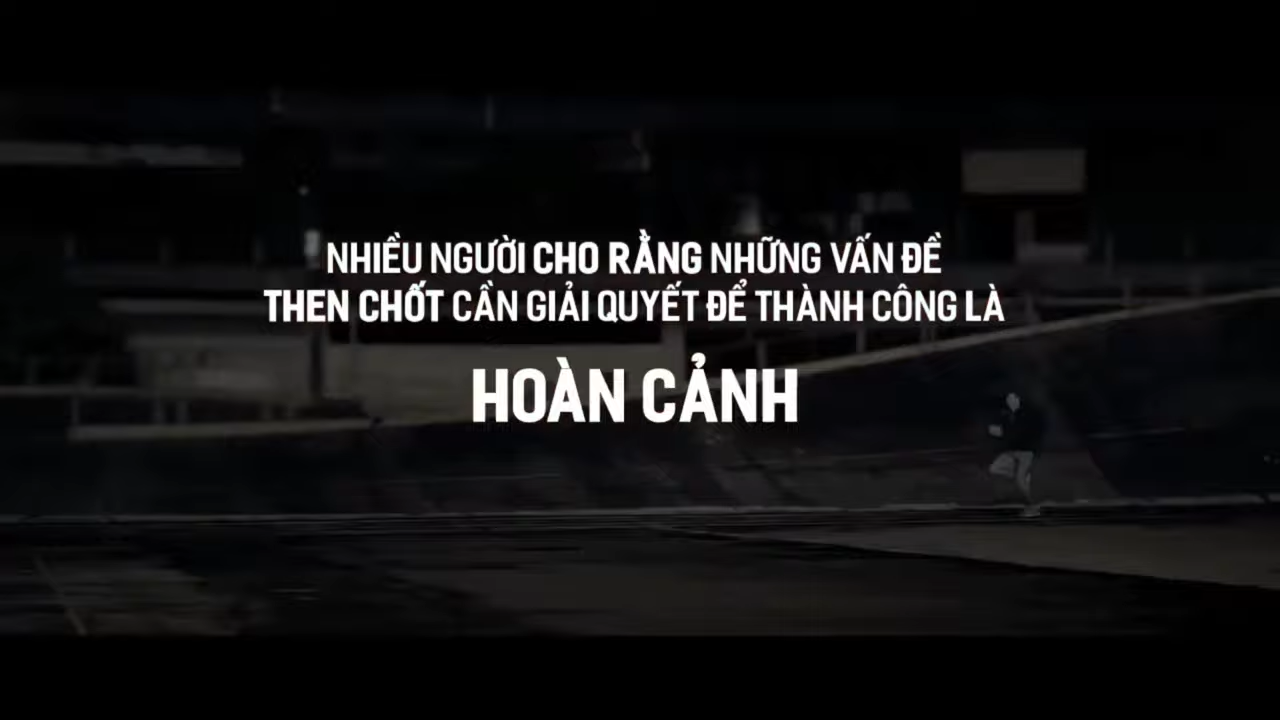 NHIỀU NGƯỜI CHO RẰNG NHỮNG VẤN ĐỀ
THEN CHỐT CẦN GIẢI QUYẾT ĐỂ THÀNH CÔNG LÀ
HOÀN CẢNH